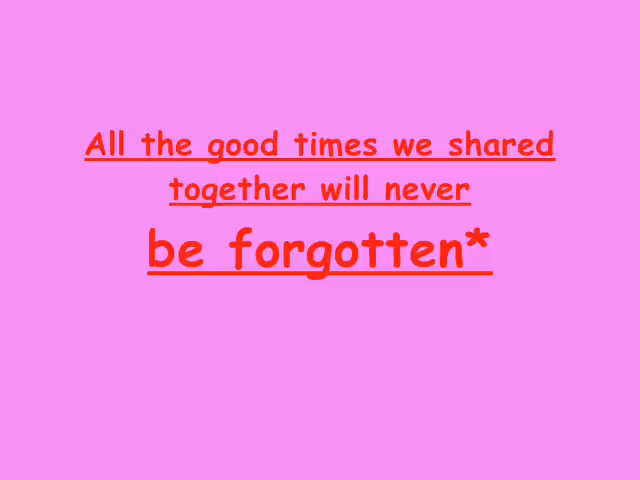 All the good times we shared
together will never
be forgotten*